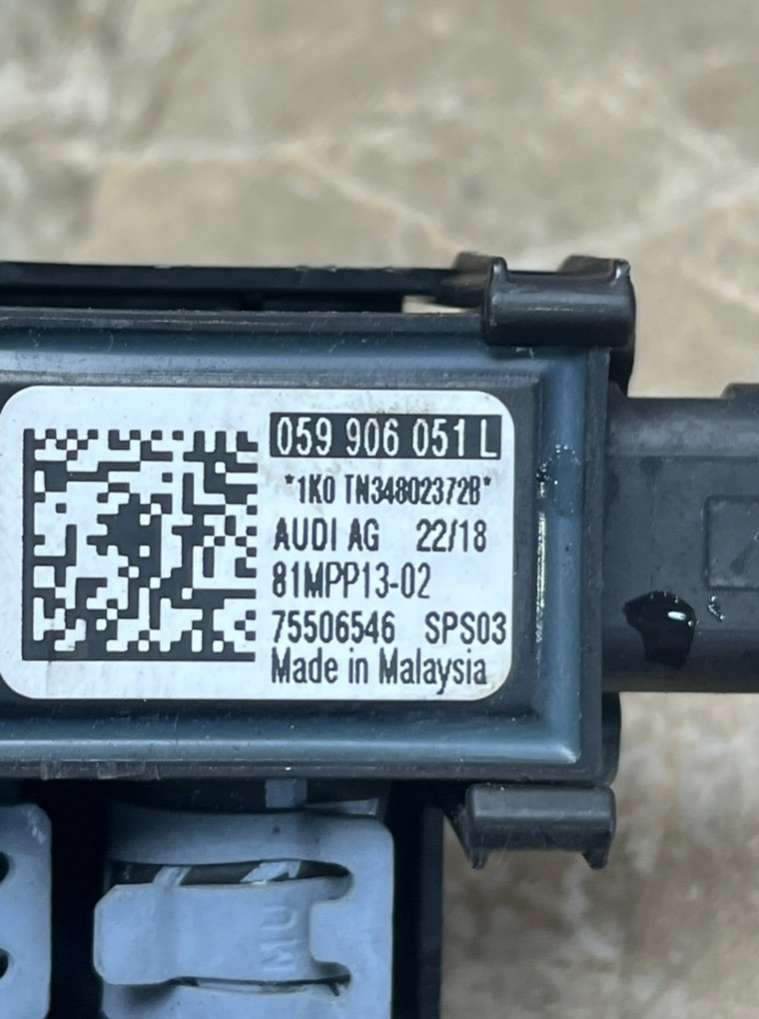 059 906 051 L
*1K0 TN34802372B*
AUDI AG 22/18
81MPP13-02
75506546 SPS03
Made in Malaysia